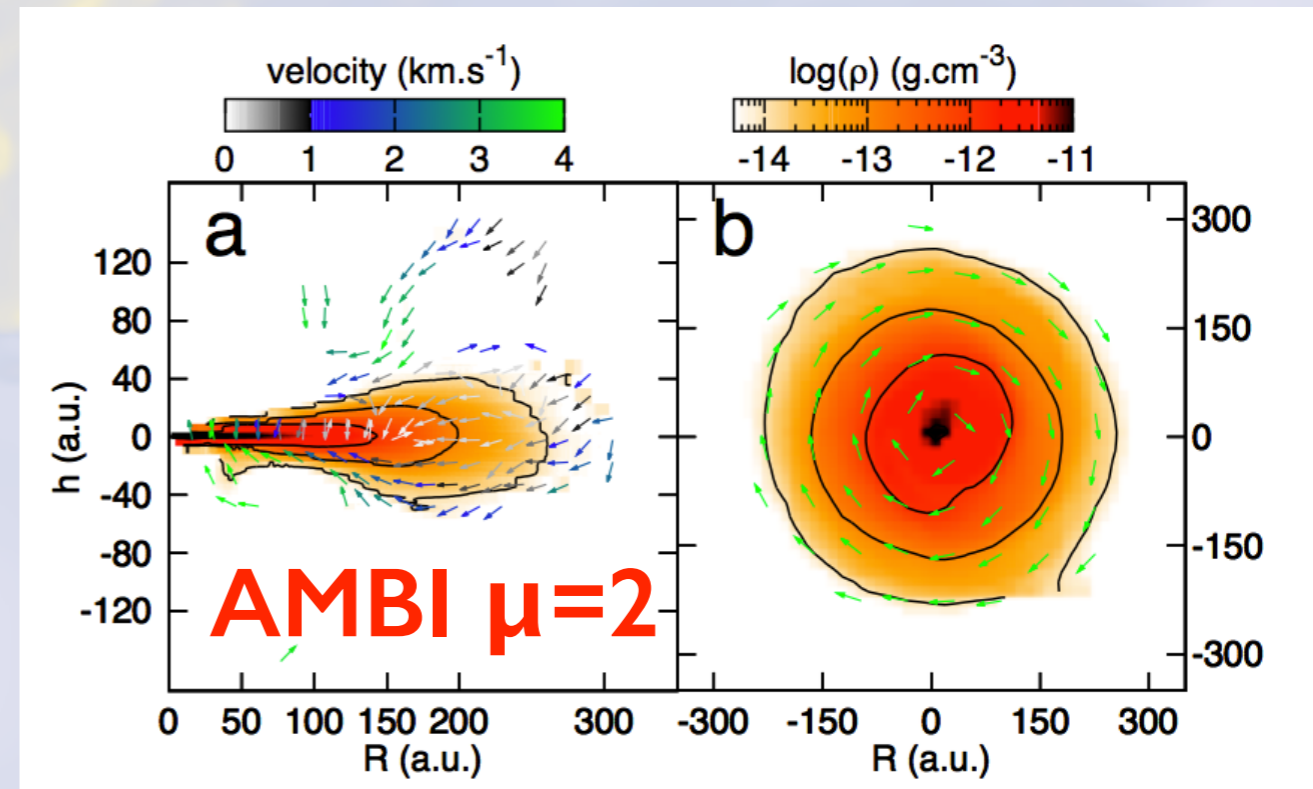 velocity (km.s-1)
log(ρ) (g.cm-3)
0 1 2 3 4
-14 -13 -12 -11
a
b
120
80
40
0
-40
-80
-120
h (a.u.)
300
150
0
-150
-300
AMBI μ=2
0 50 100 150 200 300
-300 -150 0 150 300
R (a.u.)
R (a.u.)